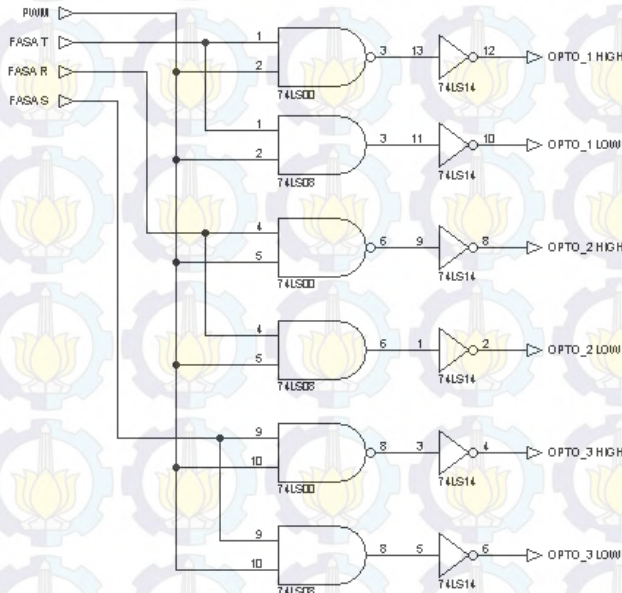 PWM
FASA T
FASA R
FASA S
1
2
3
13
12
74LS00
74LS14
OPTO_1 HIGH
1
2
3
11
10
74LS08
74LS14
OPTO_1 LOW
4
5
6
9
8
74LS00
74LS14
OPTO_2 HIGH
4
5
6
1
2
74LS08
74LS14
OPTO_2 LOW
9
10
8
3
4
74LS00
74LS14
OPTO_3 HIGH
9
10
8
5
6
74LS08
74LS14
OPTO_3 LOW